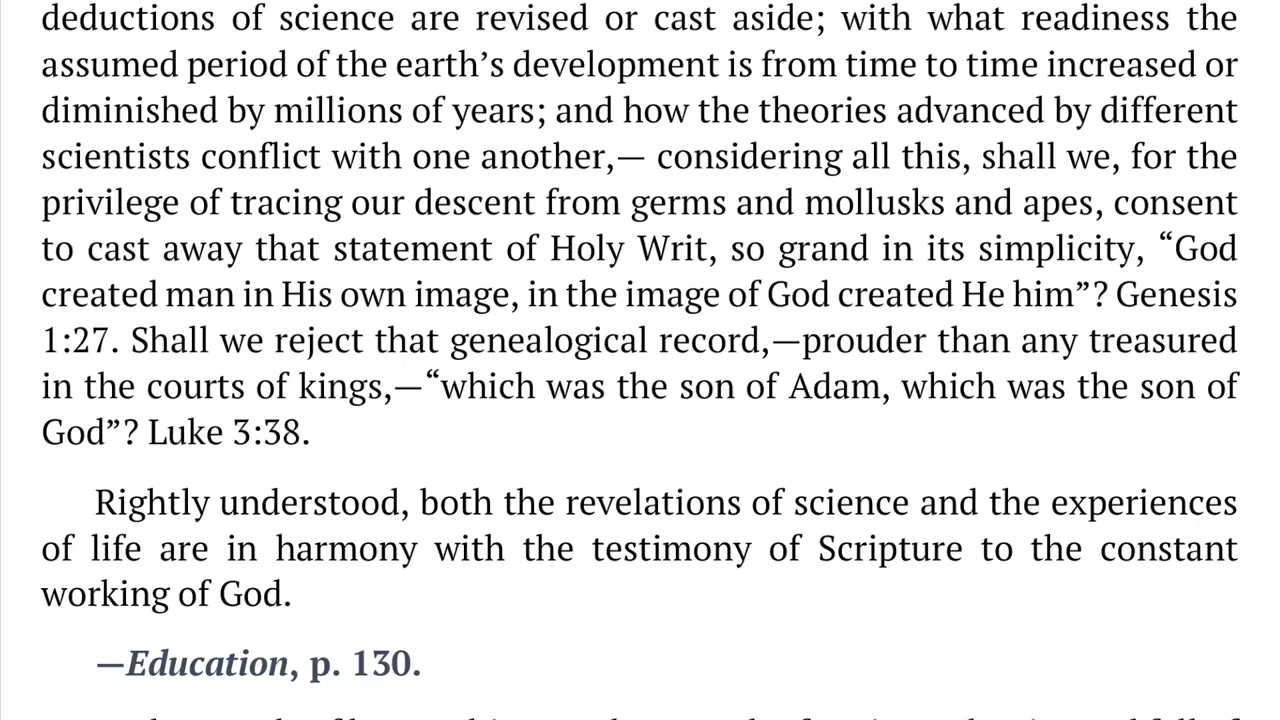 deductions of science are revised or cast aside; with what readiness the
assumed period of the earth’s development is from time to time increased or
diminished by millions of years; and how the theories advanced by different
scientists conflict with one another,— considering all this, shall we, for the
privilege of tracing our descent from germs and mollusks and apes, consent
to cast away that statement of Holy Writ, so grand in its simplicity, “God
created man in His own image, in the image of God created He him”? Genesis
1:27. Shall we reject that genealogical record,—prouder than any treasured
in the courts of kings,—“which was the son of Adam, which was the son of
God”? Luke 3:38.
Rightly understood, both the revelations of science and the experiences
of life are in harmony with the testimony of Scripture to the constant
working of God.
—Education, p. 130.